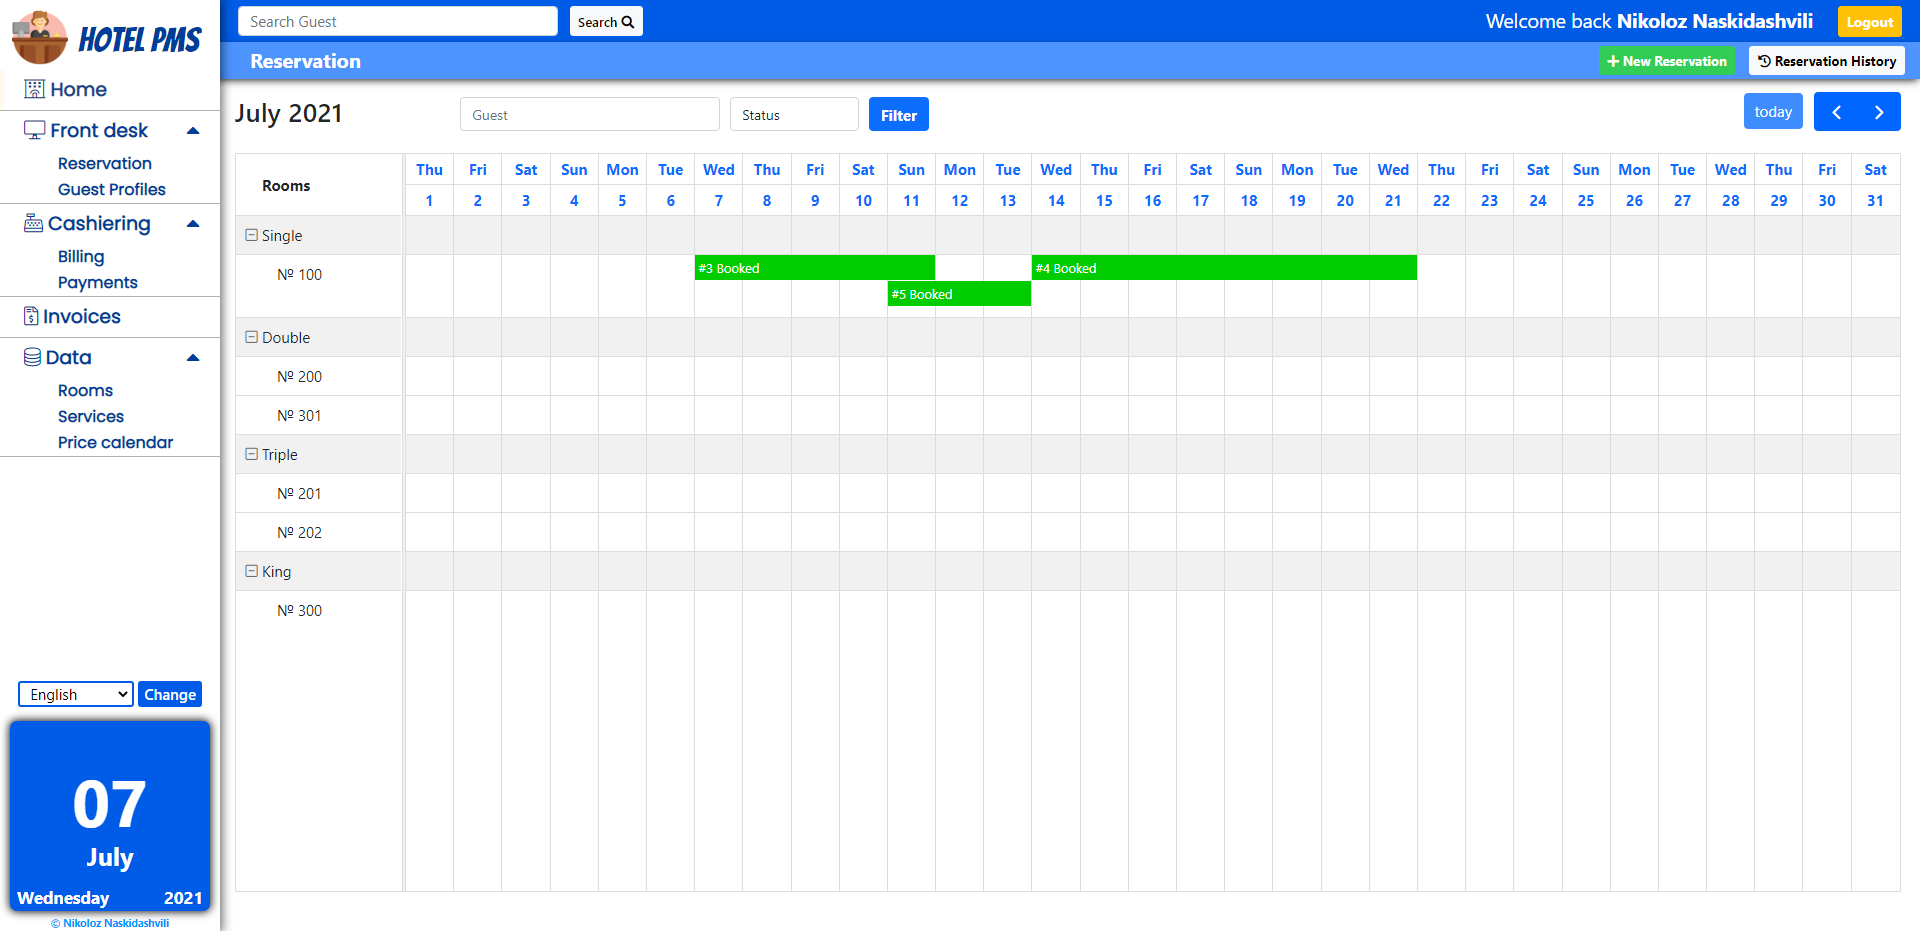 HOTEL PMS
Home
Front desk
Reservation
Guest Profiles
Cashiering
Billing
Payments
Invoices
Data
Rooms
Services
Price calendar
English
Change
07
July
Wednesday 2021
© Nikoloz Naskidashvili
Search Guest
Search
Welcome back Nikoloz Naskidashvili
Logout
Reservation
New Reservation
Reservation History
July 2021
Guest
Status
Filter
today
Rooms
Thu Fri Sat Sun Mon Tue Wed Thu Fri Sat Sun Mon Tue Wed Thu Fri Sat Sun Mon Tue Wed Thu Fri Sat Sun Mon Tue Wed Thu Fri Sat
1 2 3 4 5 6 7 8 9 10 11 12 13 14 15 16 17 18 19 20 21 22 23 24 25 26 27 28 29 30 31
Single
№ 100
#3 Booked
#4 Booked
#5 Booked
Double
№ 200
№ 301
Triple
№ 201
№ 202
King
№ 300